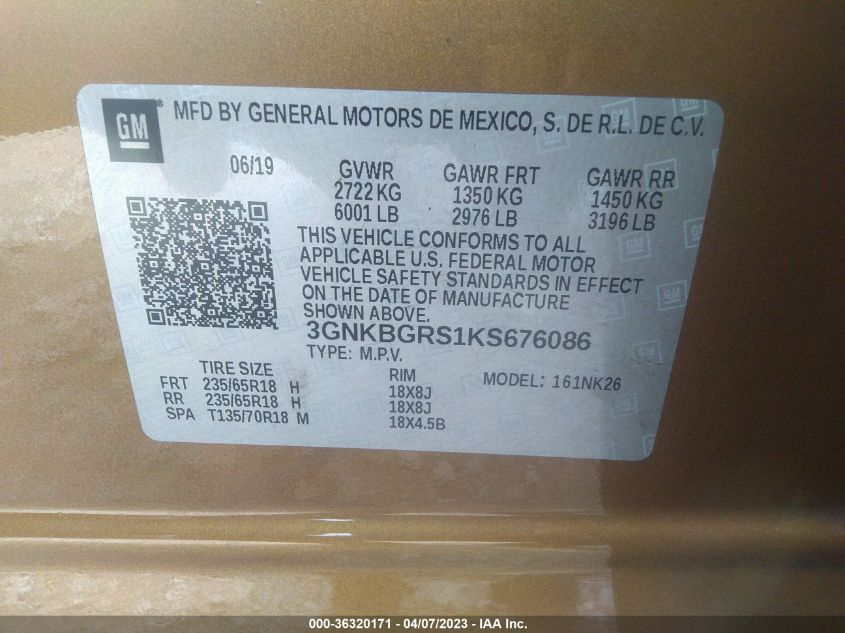 GM ® MFD BY GENERAL MOTORS DE MEXICO, S. DE R.L. DE C.V.
06/19 GVWR GAWR FRT GAWR RR
2722 KG 1350 KG 1450 KG
6001 LB 2976 LB 3196 LB
THIS VEHICLE CONFORMS TO ALL
APPLICABLE U.S. FEDERAL MOTOR
VEHICLE SAFETY STANDARDS IN EFFECT
ON THE DATE OF MANUFACTURE
SHOWN ABOVE.
3GNKBGRS1KS676086
TYPE: M.P.V.
TIRE SIZE RIM MODEL: 161NK26
FRT 235/65R18 H 18X8J
RR 235/65R18 H 18X8J
SPA T135/70R18 M 18X4.5B
000-36320171 - 04/07/2023 - IAA Inc.